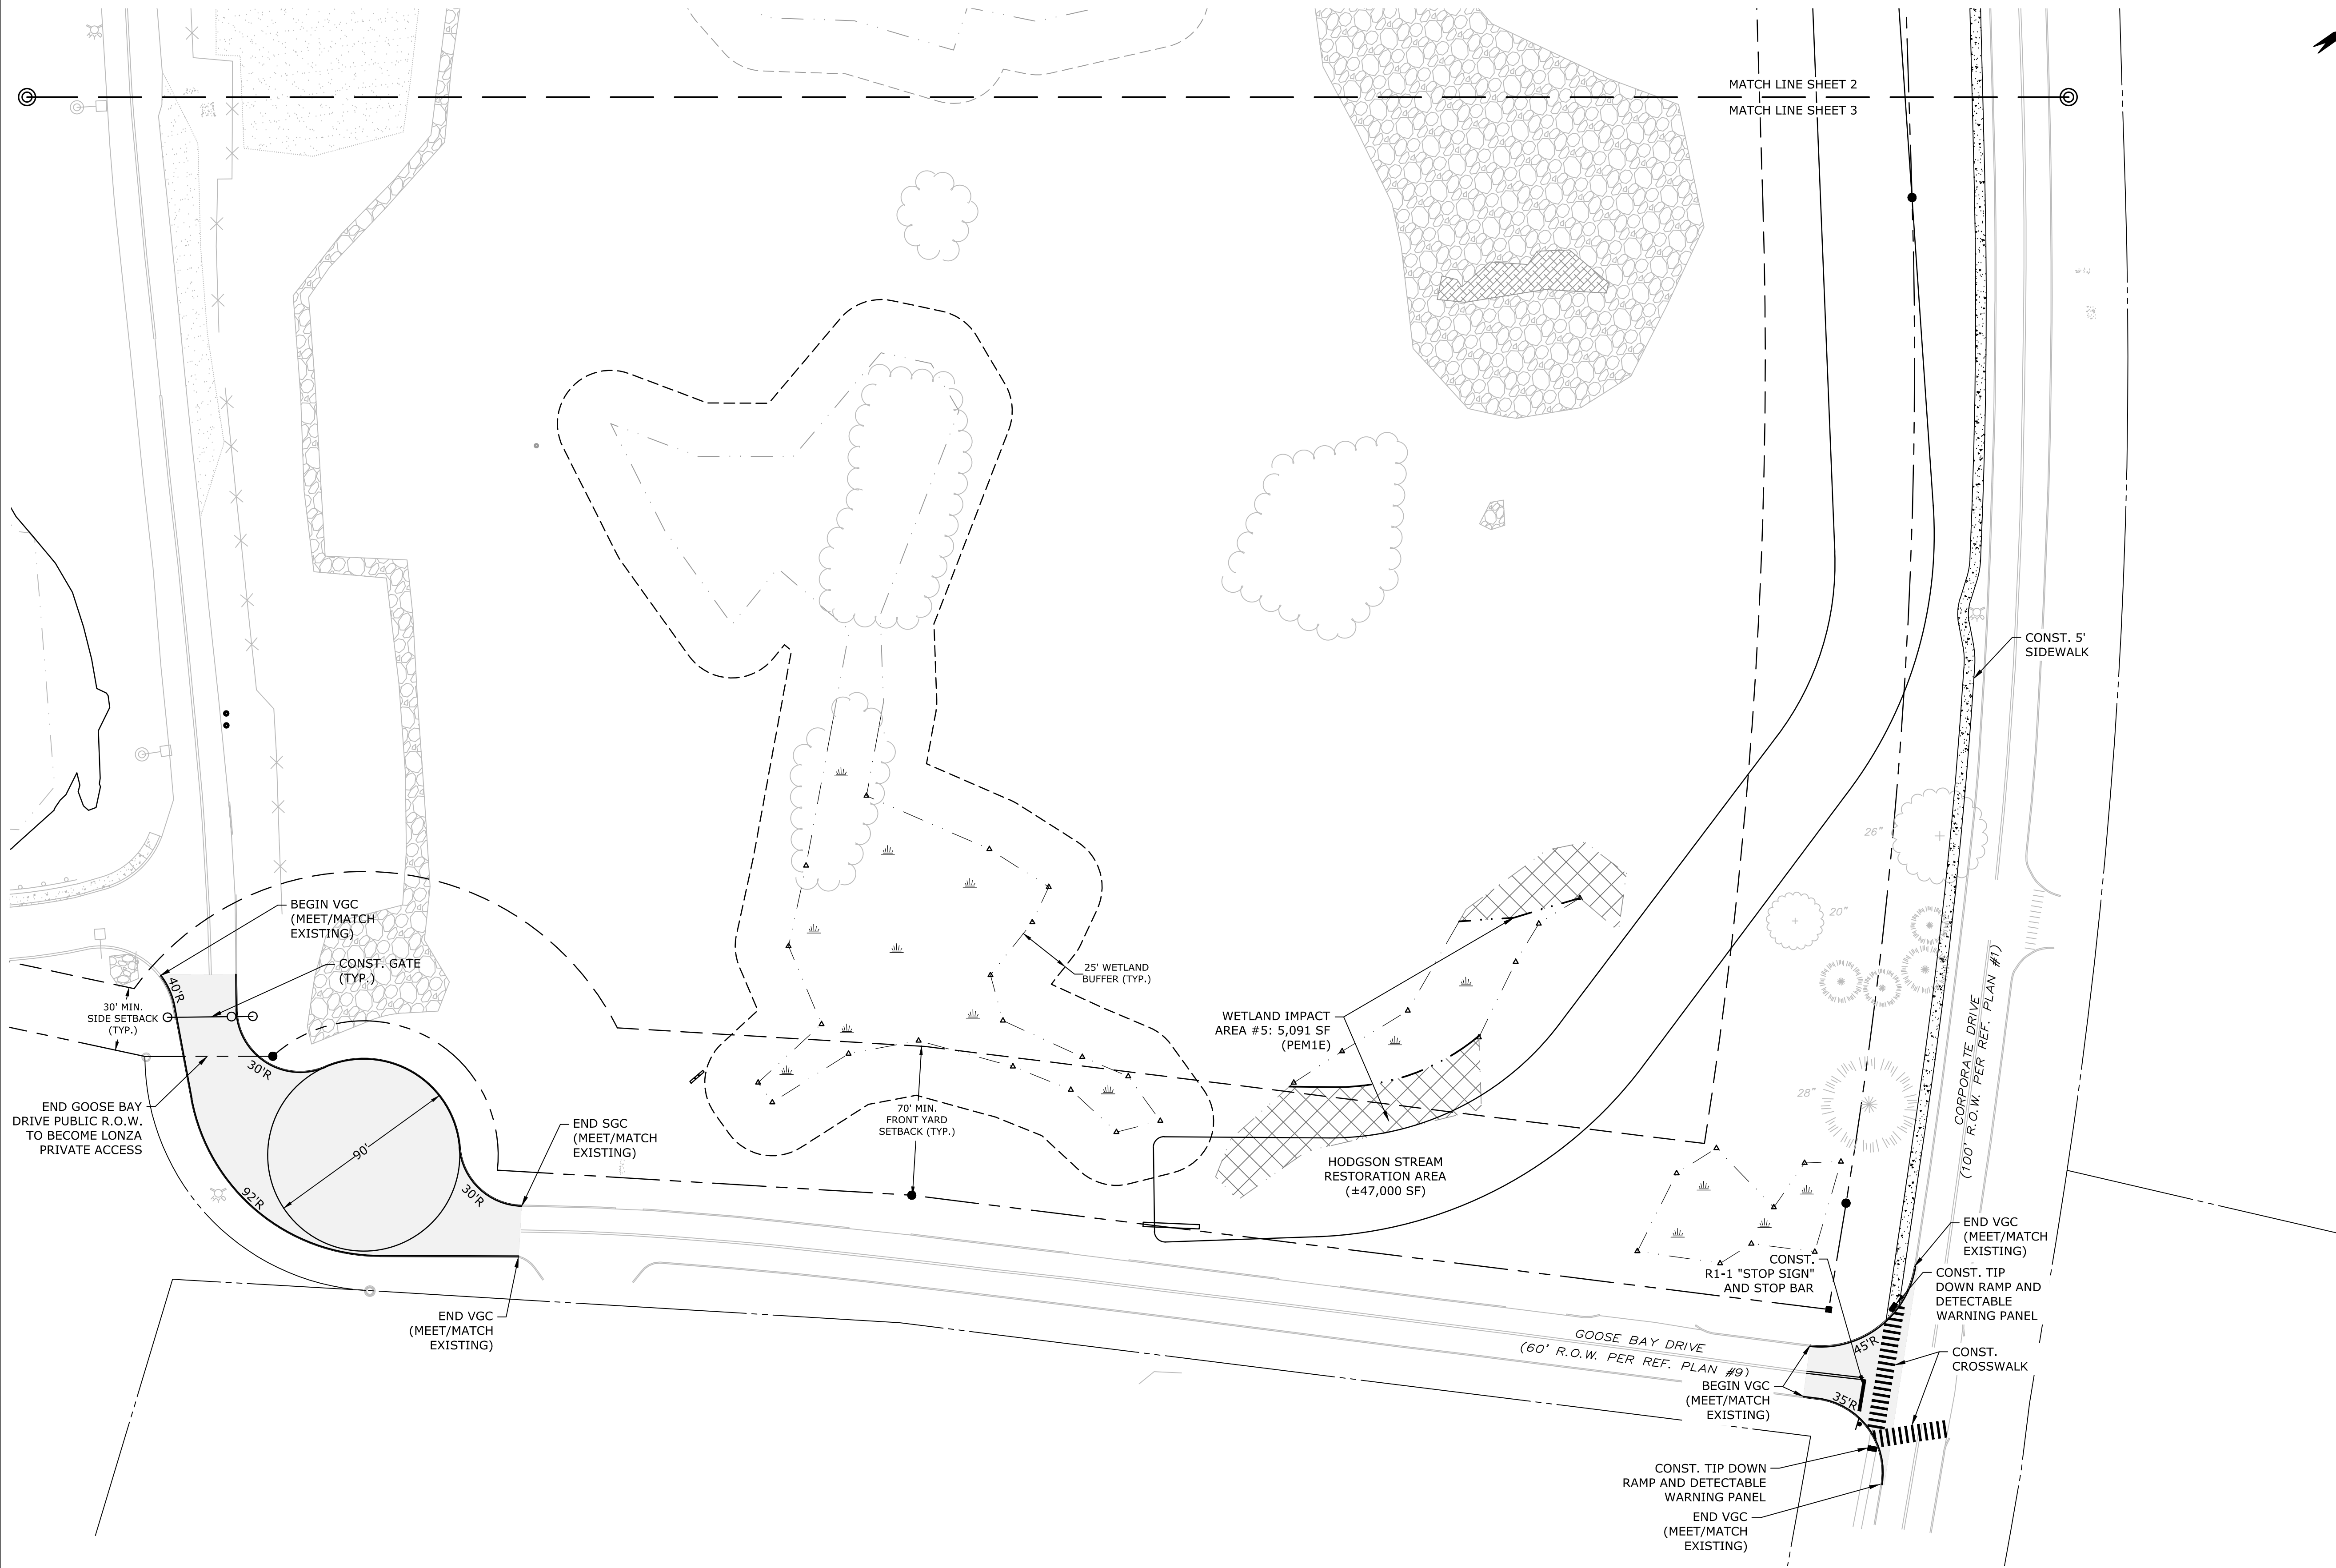 MATCH LINE SHEET 2
MATCH LINE SHEET 3
CONST. 5'
SIDEWALK
26"
20"
28"
CORPORATE DRIVE
(100' R.O.W. PER REF. PLAN #1)
BEGIN VGC
(MEET/MATCH
EXISTING)
CONST. GATE
(TYP.)
40'R
30' MIN.
SIDE SETBACK
(TYP.)
30'R
25' WETLAND
BUFFER (TYP.)
WETLAND IMPACT
AREA #5: 5,091 SF
(PEM1E)
END GOOSE BAY
DRIVE PUBLIC R.O.W.
TO BECOME LONZA
PRIVATE ACCESS
90'
92'R
30'R
END SGC
(MEET/MATCH
EXISTING)
70' MIN.
FRONT YARD
SETBACK (TYP.)
HODGSON STREAM
RESTORATION AREA
(±47,000 SF)
END VGC
(MEET/MATCH
EXISTING)
CONST.
R1-1 "STOP SIGN"
AND STOP BAR
END VGC
(MEET/MATCH
EXISTING)
CONST. TIP
DOWN RAMP AND
DETECTABLE
WARNING PANEL
GOOSE BAY DRIVE
(60' R.O.W. PER REF. PLAN #9)
45'R
CONST.
CROSSWALK
BEGIN VGC
(MEET/MATCH
EXISTING)
35'R
CONST. TIP DOWN
RAMP AND DETECTABLE
WARNING PANEL
END VGC
(MEET/MATCH
EXISTING)